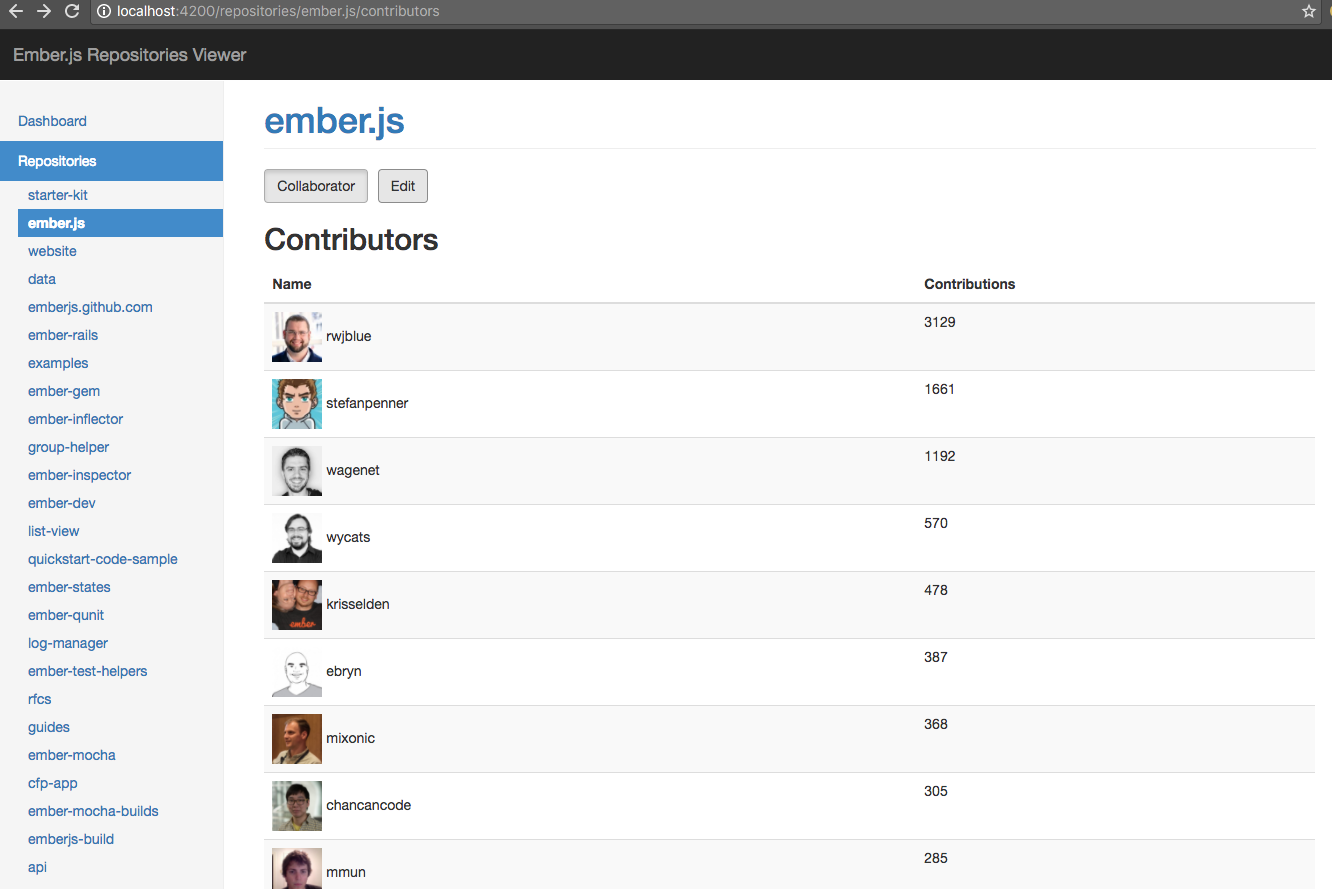 localhost:4200/repositories/ember.js/contributors
Ember.js Repositories Viewer
Dashboard
Repositories
starter-kit
ember.js
website
data
emberjs.github.com
ember-rails
examples
ember-gem
ember-inflector
group-helper
ember-inspector
ember-dev
list-view
quickstart-code-sample
ember-states
ember-qunit
log-manager
ember-test-helpers
rfcs
guides
ember-mocha
cfp-app
ember-mocha-builds
emberjs-build
api
ember.js
Collaborator Edit
Contributors
Name Contributions
rwjblue 3129
stefanpenner 1661
wagenet 1192
wycats 570
ember
krisselden 478
ebryn 387
mixonic 368
chancancode 305
mmun 285